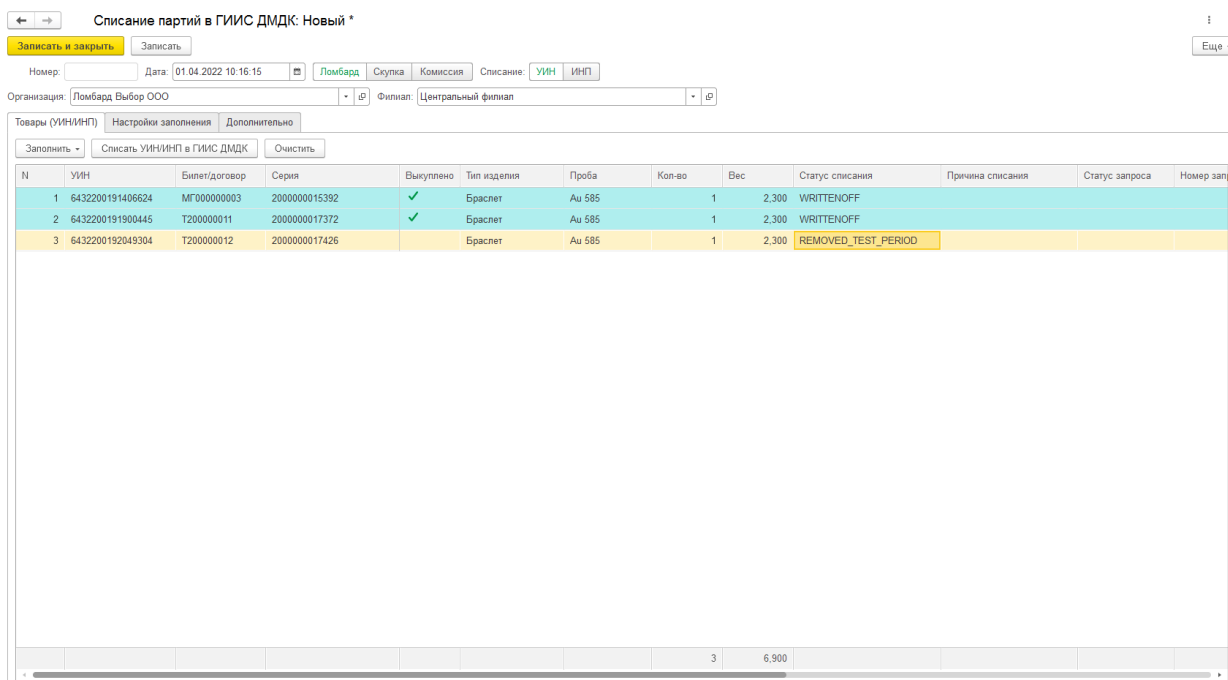 Списание партий в ГИИС ДМДК: Новый *
Записать и закрыть Записать Еще
Номер: Дата: 01.04.2022 10:16:15 Ломбард Скупка Комиссия Списание: УИН ИНП
Организация: Ломбард Выбор ООО Филиал: Центральный филиал
Товары (УИН/ИНП) Настройки заполнения Дополнительно
Заполнить Списать УИН/ИНП в ГИИС ДМДК Очистить
N УИН Билет/договор Серия Выкуплено Тип изделия Проба Кол-во Вес Статус списания Причина списания Статус запроса Номер запр
1 6432200191406624 МГ000000003 2000000015392 Браслет Au 585 1 2,300 WRITTENOFF
2 6432200191900445 Т200000011 2000000017372 Браслет Au 585 1 2,300 WRITTENOFF
3 6432200192049304 Т200000012 2000000017426 Браслет Au 585 1 2,300 REMOVED_TEST_PERIOD
3 6,900